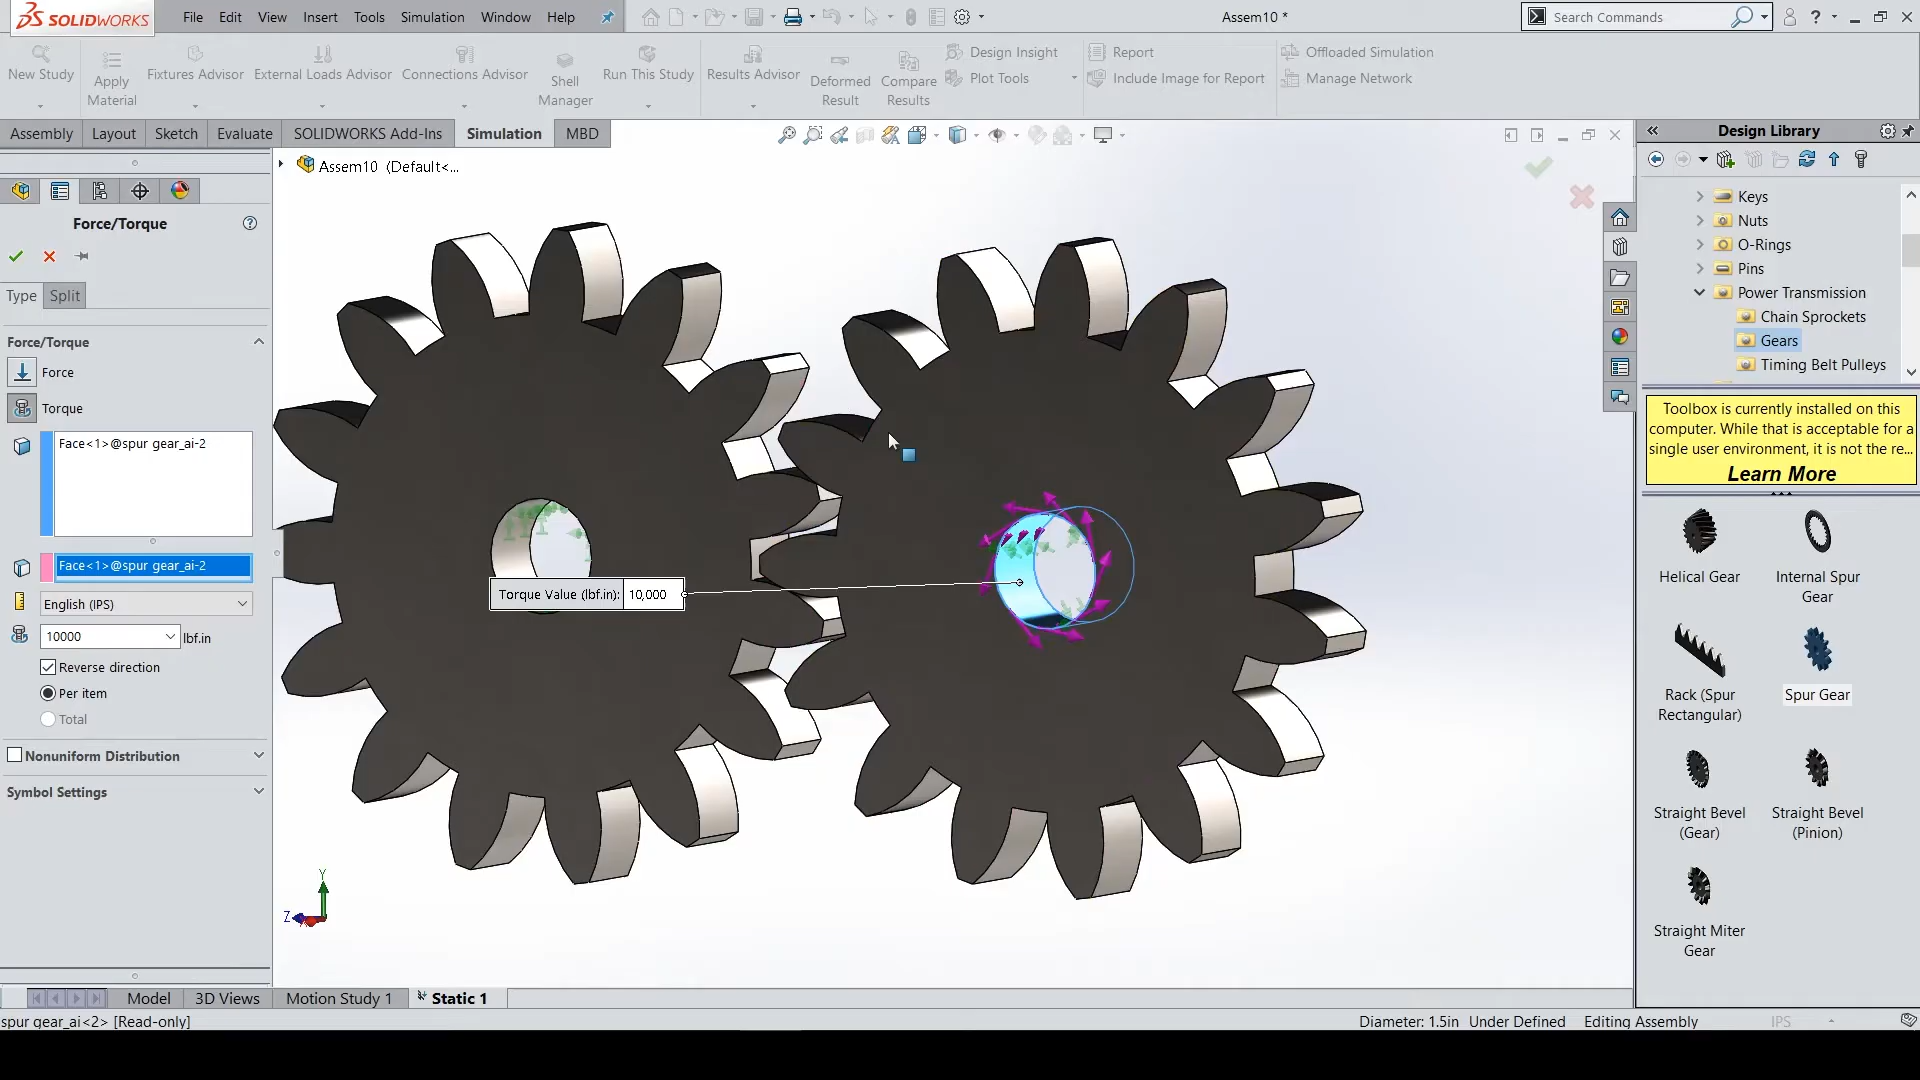 SOLIDWORKS
File Edit View Insert Tools Simulation Window Help
Assem10 *
Search Commands
New Study
Apply Material
Fixtures Advisor
External Loads Advisor
Connections Advisor
Shell Manager
Run This Study
Results Advisor
Deformed Result
Compare Results
Design Insight
Plot Tools
Report
Include Image for Report
Offloaded Simulation
Manage Network
Assembly Layout Sketch Evaluate SOLIDWORKS Add-Ins Simulation MBD
Assem10 (Default<...
Force/Torque
Type Split
Force/Torque
Force
Torque
Face<1>@spur gear_ai-2
Face<1>@spur gear_ai-2
English (IPS)
10000 lbf.in
Reverse direction
Per item
Total
Nonuniform Distribution
Symbol Settings
Torque Value (lbf.in): 10,000
Y
Z
Design Library
Keys
Nuts
O-Rings
Pins
Power Transmission
Chain Sprockets
Gears
Timing Belt Pulleys
Toolbox is currently installed on this
computer. While that is acceptable for a
single user environment, it is not the re...
Learn More
Helical Gear
Internal Spur
Gear
Rack (Spur
Rectangular)
Spur Gear
Straight Bevel
(Gear)
Straight Bevel
(Pinion)
Straight Miter
Gear
Model 3D Views Motion Study 1 Static 1
spur gear_ai<2> [Read-only]
Diameter: 1.5in Under Defined Editing Assembly IPS